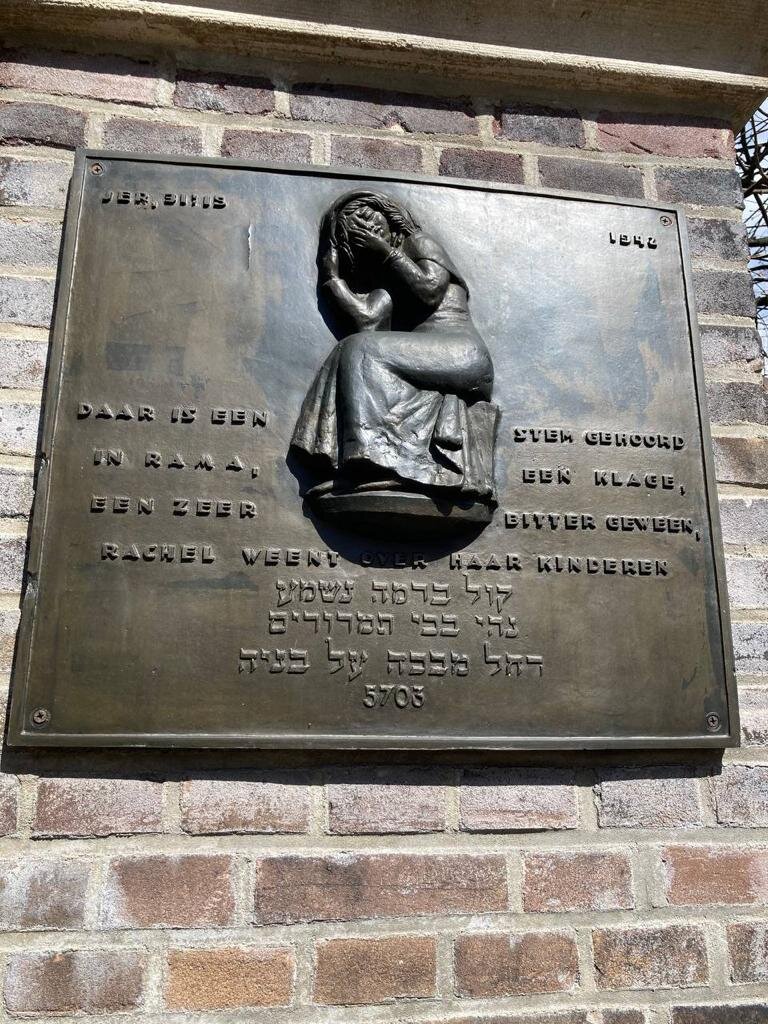 JER, 31:15
1942
DAAR IS EEN STEM GEHOORD
IN RAMA, EEN KLAGE,
EEN ZEER BITTER GEWEEN,
RACHEL WEENT OVER HAAR KINDEREN
קול ברמה נשמע
נהי בכי תמרורים
רחל מבכה על בניה
5703